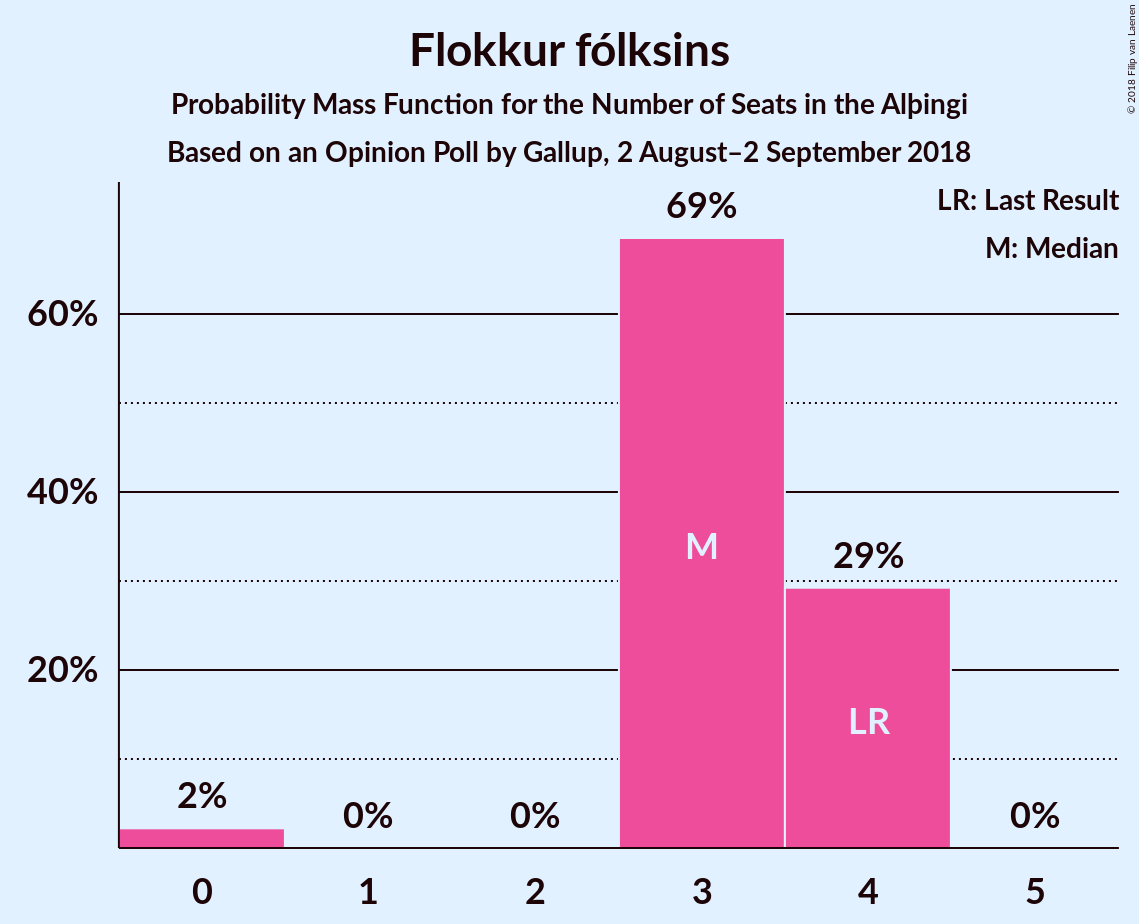 Flokkur fólksins
Probability Mass Function for the Number of Seats in the Alþingi
Based on an Opinion Poll by Gallup, 2 August–2 September 2018
© 2018 Filip van Laenen
LR: Last Result
M: Median
69%
60%
40%
20%
M
29%
LR
2%
0%
0%
0%
0 1 2 3 4 5